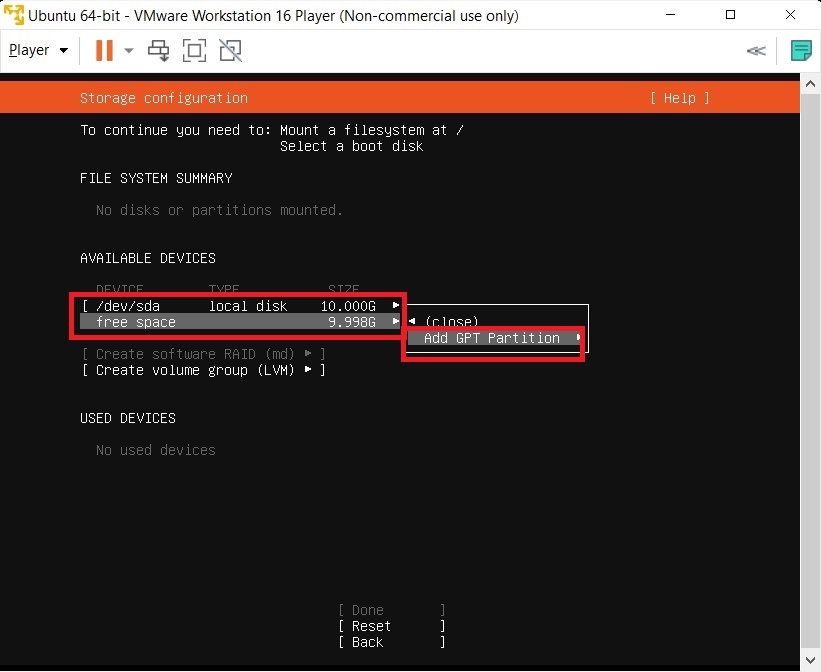 Ubuntu 64-bit - VMware Workstation 16 Player (Non-commercial use only)
Player
Storage configuration [ Help ]
To continue you need to: Mount a filesystem at /
Select a boot disk
FILE SYSTEM SUMMARY
No disks or partitions mounted.
AVAILABLE DEVICES
DEVICE TYPE SIZE
[ /dev/sda local disk 10.000G ▸
free space 9.998G ▸
◂ (close)
Add GPT Partition ▸
[ Create software RAID (md) ▸ ]
[ Create volume group (LVM) ▸ ]
USED DEVICES
No used devices
[ Done ]
[ Reset ]
[ Back ]